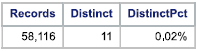 Records Distinct DistinctPct
58,116 11 0,02%